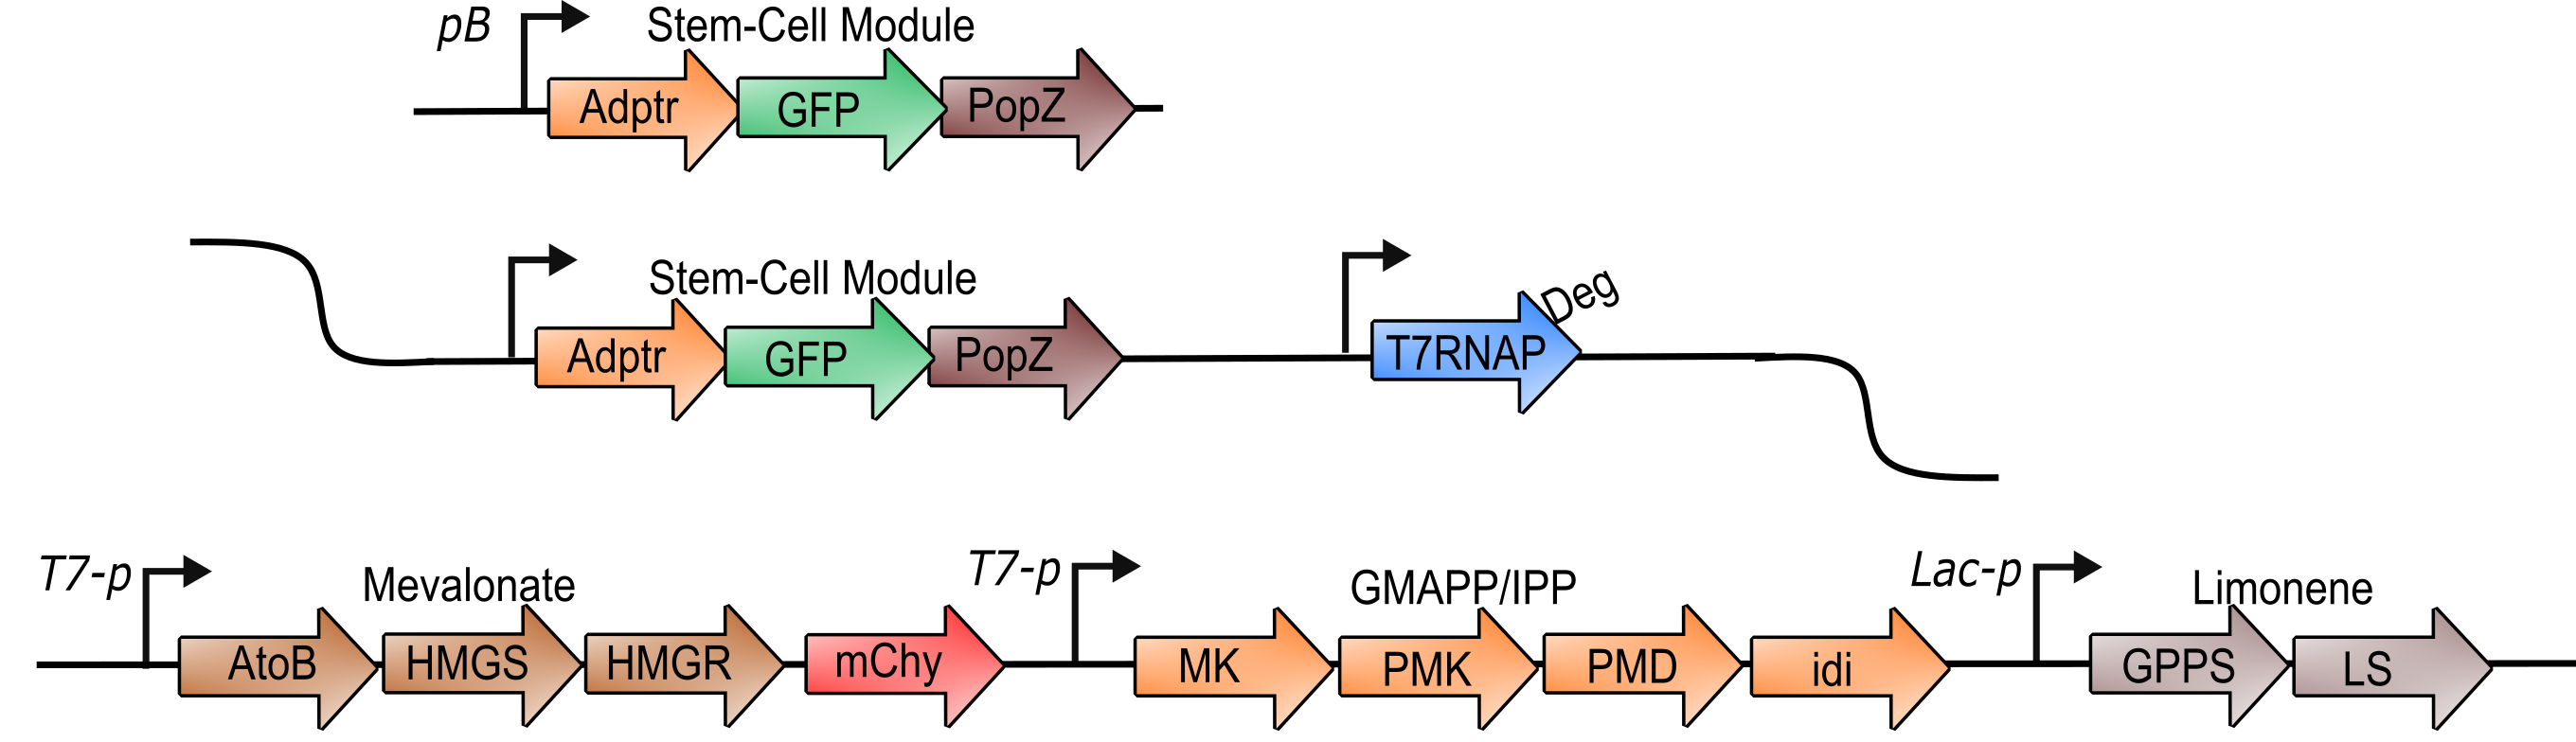 pB
Stem-Cell Module
Adptr GFP PopZ
Stem-Cell Module
Deg
Adptr GFP PopZ T7RNAP
T7-p Mevalonate T7-p GMAPP/IPP Lac-p Limonene
AtoB HMGS HMGR mChy MK PMK PMD idi GPPS LS